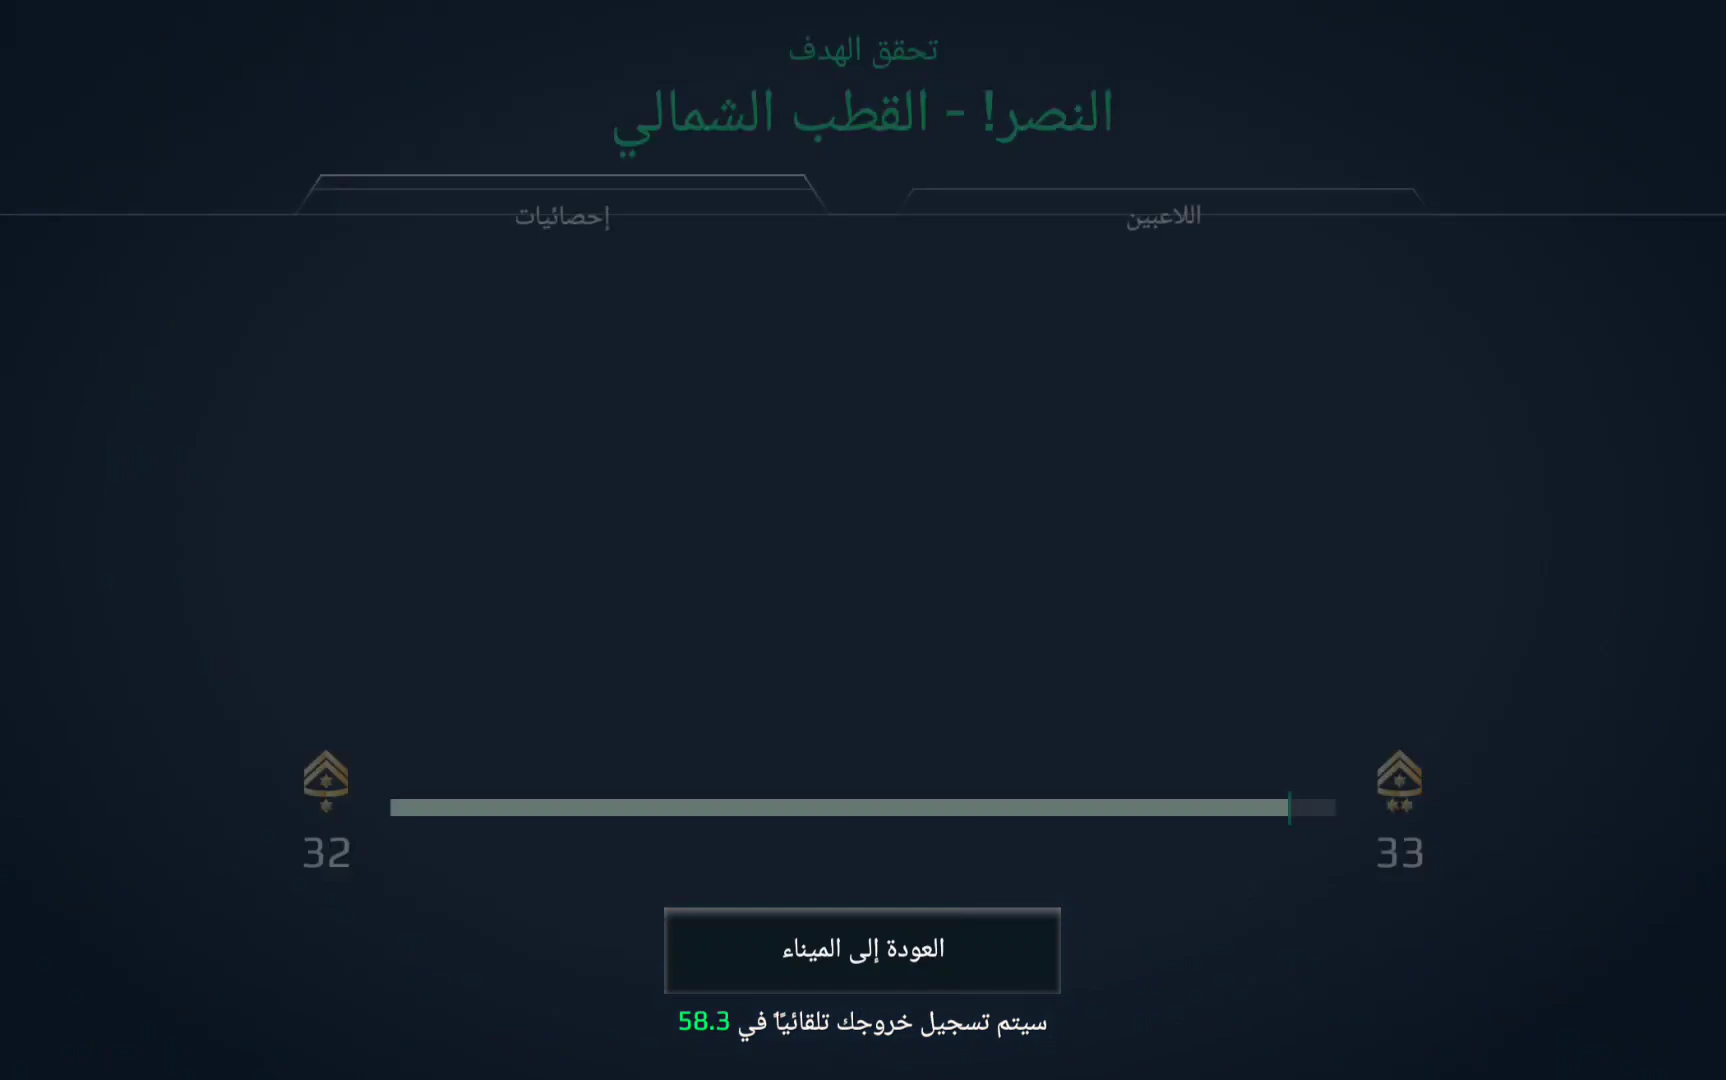 تحقق الهدف
النصر! - القطب الشمالي
اللاعبين
إحصائيات
32
33
العودة إلى الميناء
سيتم تسجيل خروجك تلقائيًا في 58.3